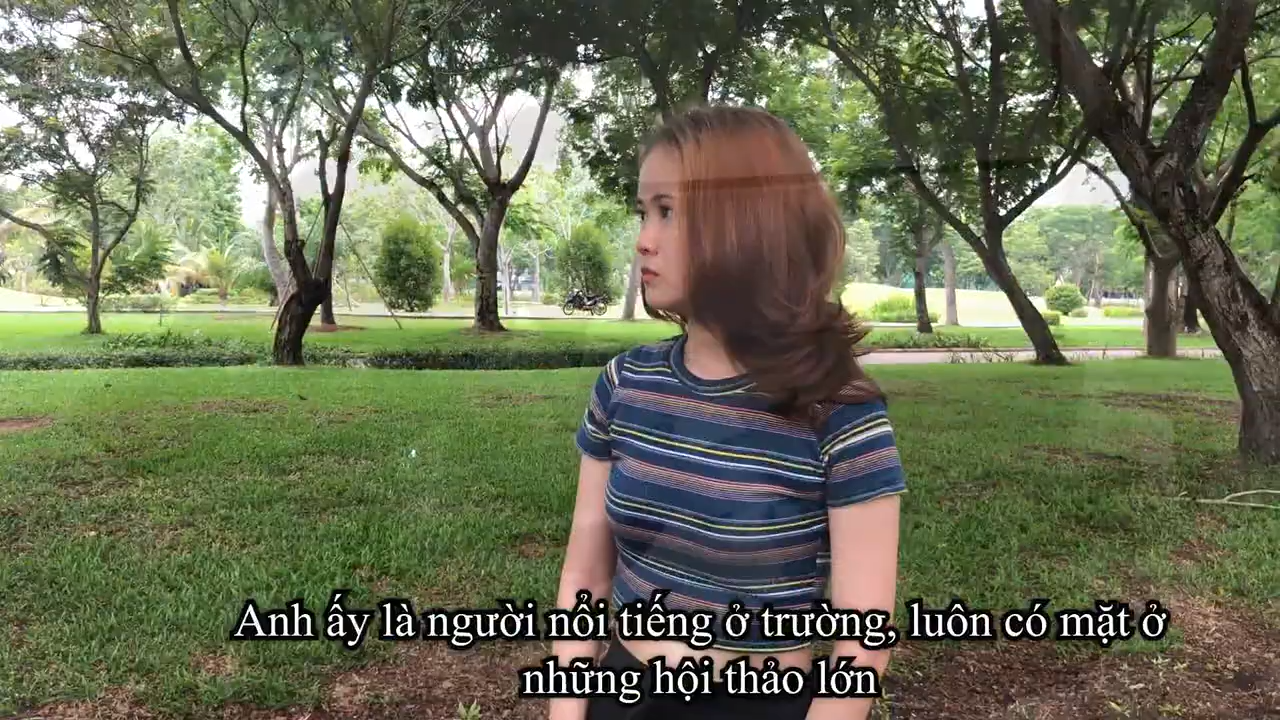 Anh ấy là người nổi tiếng ở trường, luôn có mặt ở
những hội thảo lớn